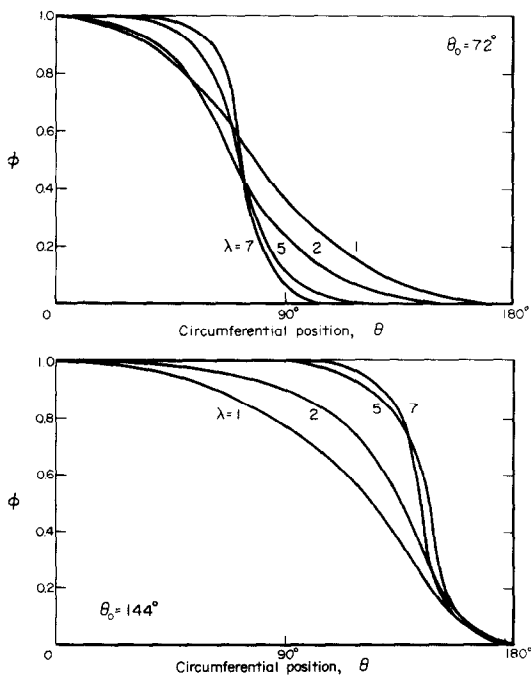 1.0
0.8
0.6
0.4
0.2
ϕ
θ₀ = 72°
λ = 7
5
2
1
90°
180°
Circumferential position, θ
1.0
0.8
0.6
0.4
0.2
ϕ
λ = 1
2
5
7
θ₀ = 144°
0
90°
180°
Circumferential position, θ